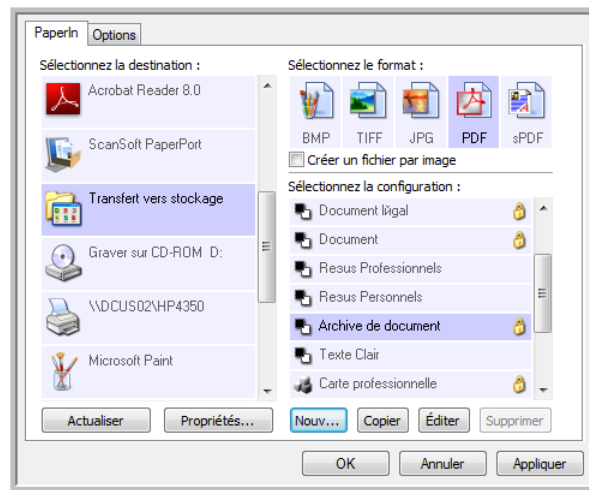 PaperIn
Options
Sélectionnez la destination :
Acrobat Reader 8.0
ScanSoft PaperPort
Transfert vers stockage
Graver sur CD-ROM D:
\\DCUS02\HP4350
Microsoft Paint
Actualiser
Propriétés...
Sélectionnez le format :
BMP
TIFF
JPG
PDF
sPDF
Créer un fichier par image
Sélectionnez la configuration :
Document lйgal
Document
Resus Professionnels
Resus Personnels
Archive de document
Texte Clair
Carte professionnelle
Nouv...
Copier
Éditer
Supprimer
OK
Annuler
Appliquer